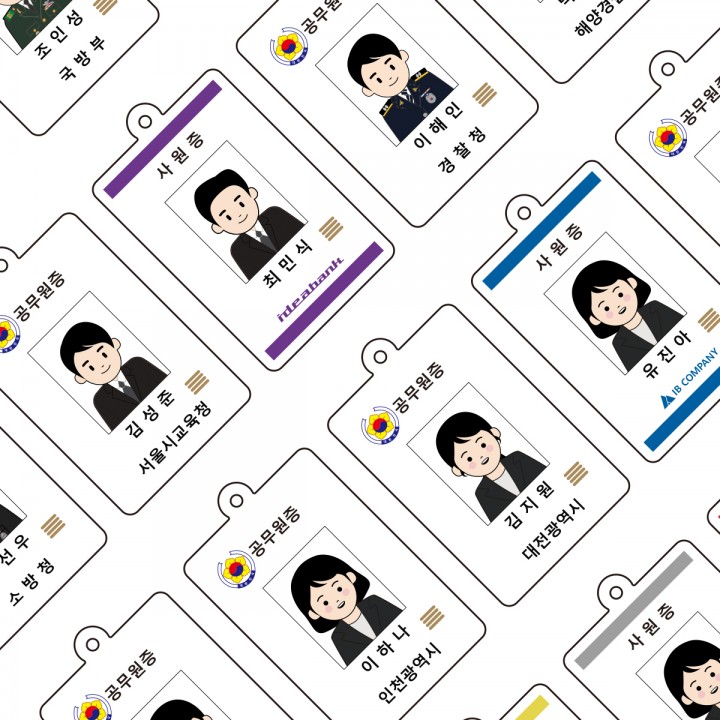 조인성
국방부
공무원
이해인
경찰청
해양경
공무원증
사원증
최민식
ideabank
사원증
유진아
IB COMPANY
공무원증
김성준
서울시교육청
공무원증
김지원
대전광역시
선우
소방청
공무원증
이하나
인천광역시
공무원증
사원증